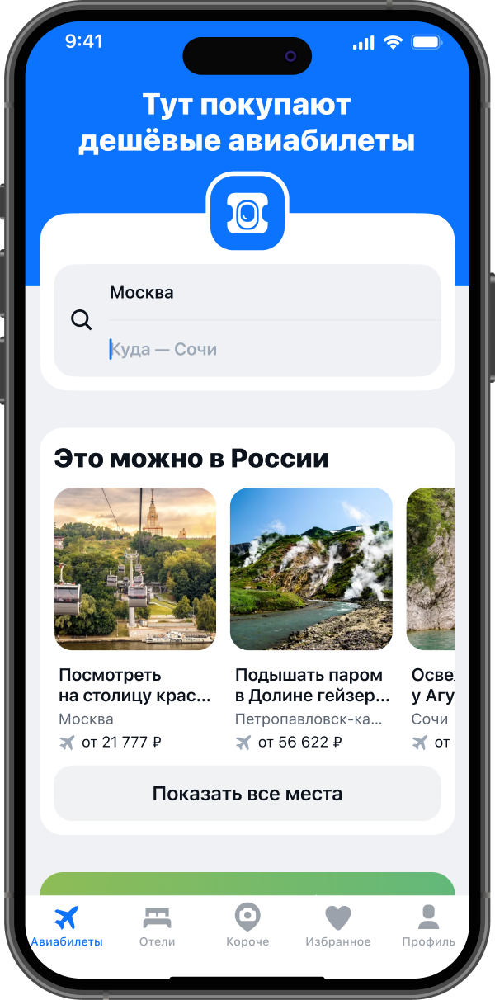 9:41
Тут покупают
дешёвые авиабилеты
Москва
Куда — Сочи
Это можно в России
Посмотреть
на столицу крас...
Москва
от 21 777 ₽
Подышать паром
в Долине гейзер...
Петропавловск-ка...
от 56 622 ₽
Осве
у Агу
Сочи
от
Показать все места
Авиабилеты
Отели
Короче
Избранное
Профиль